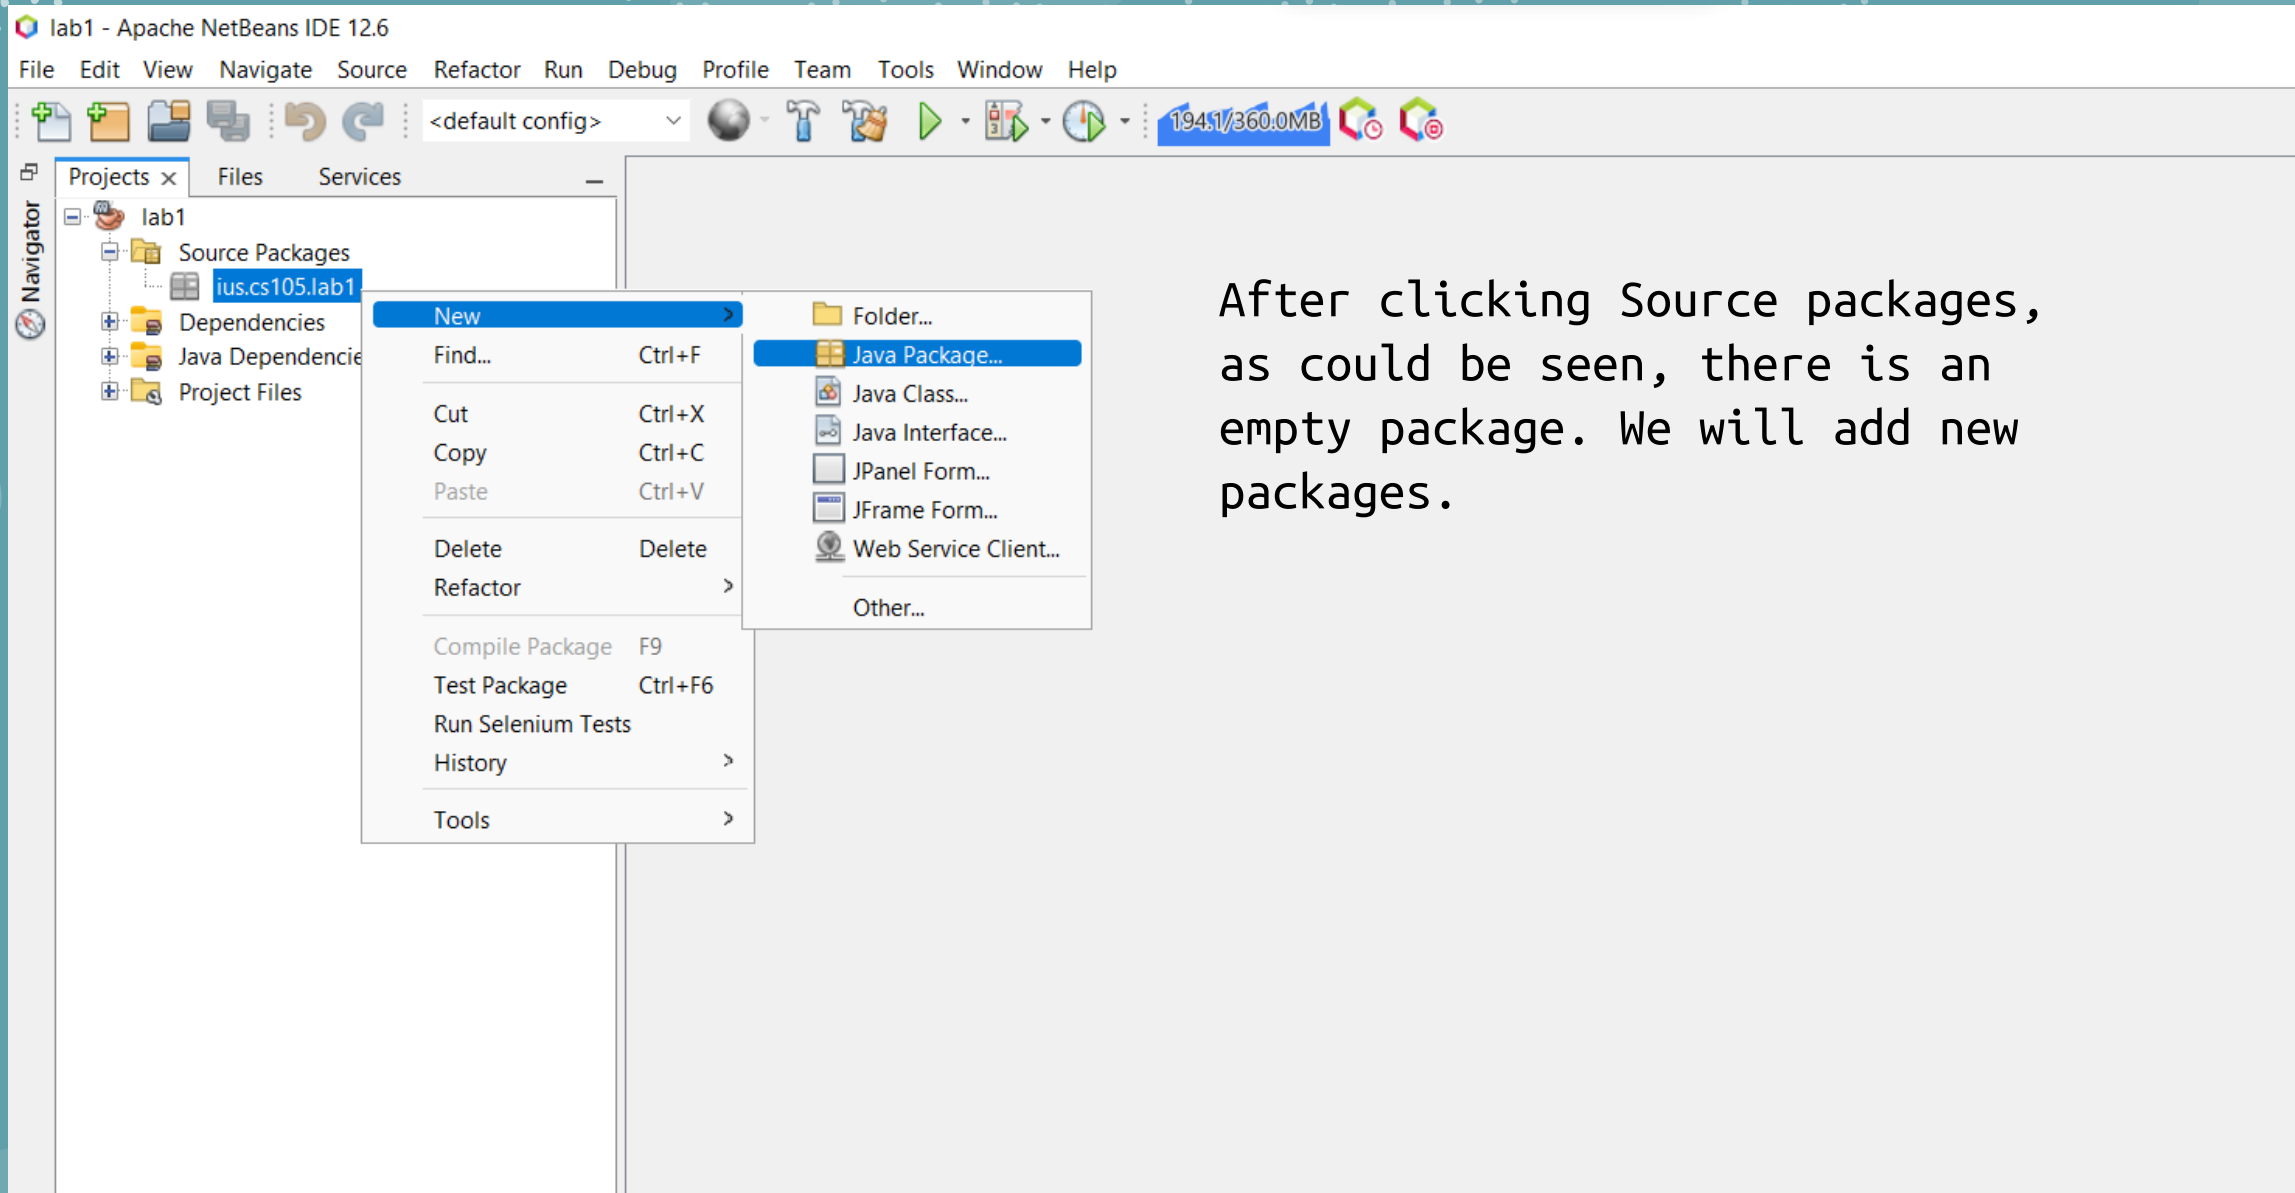 lab1 - Apache NetBeans IDE 12.6
File Edit View Navigate Source Refactor Run Debug Profile Team Tools Window Help
<default config> 194.1/360.0MB
Projects Files Services
Navigator
lab1
Source Packages
ius.cs105.lab1
Dependencies
Java Dependencie
Project Files
New
Find... Ctrl+F
Cut Ctrl+X
Copy Ctrl+C
Paste Ctrl+V
Delete Delete
Refactor
Compile Package F9
Test Package Ctrl+F6
Run Selenium Tests
History
Tools
Folder...
Java Package...
Java Class...
Java Interface...
JPanel Form...
JFrame Form...
Web Service Client...
Other...
After clicking Source packages,
as could be seen, there is an
empty package. We will add new
packages.